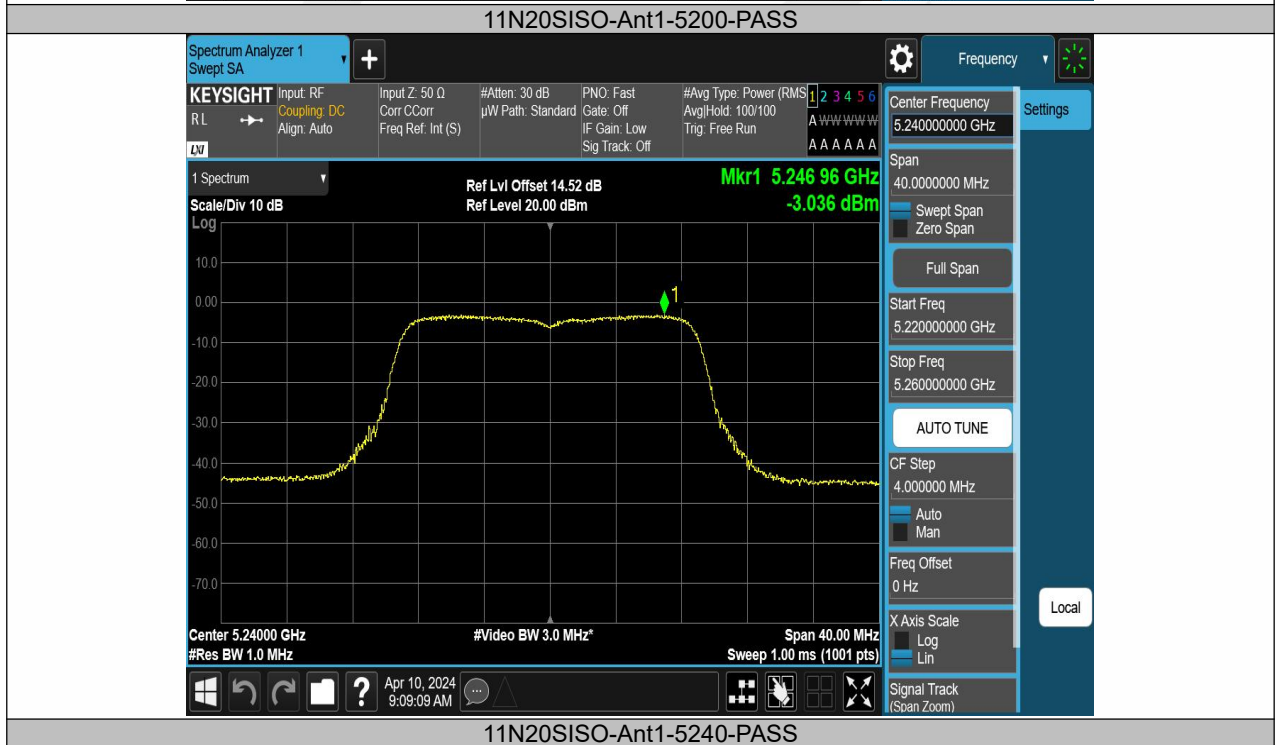 11N20SISO-Ant1-5200-PASS
Spectrum Analyzer 1
Swept SA
+
Frequency
KEYSIGHT
RL
LXI
Input: RF
Coupling: DC
Align: Auto
Input Z: 50 Ω
Corr CCorr
Freq Ref: Int (S)
#Atten: 30 dB
µW Path: Standard
PNO: Fast
Gate: Off
IF Gain: Low
Sig Track: Off
#Avg Type: Power (RMS
Avg|Hold: 100/100
Trig: Free Run
1 2 3 4 5 6
A W W W W W
A A A A A A
1 Spectrum
Scale/Div 10 dB
Log
Ref Lvl Offset 14.52 dB
Ref Level 20.00 dBm
Mkr1 5.246 96 GHz
-3.036 dBm
10.0
0.00
-10.0
-20.0
-30.0
-40.0
-50.0
-60.0
-70.0
1
Center 5.24000 GHz
#Res BW 1.0 MHz
#Video BW 3.0 MHz*
Span 40.00 MHz
Sweep 1.00 ms (1001 pts)
Center Frequency
5.240000000 GHz
Settings
Span
40.0000000 MHz
Swept Span
Zero Span
Full Span
Start Freq
5.220000000 GHz
Stop Freq
5.260000000 GHz
AUTO TUNE
CF Step
4.000000 MHz
Auto
Man
Freq Offset
0 Hz
X Axis Scale
Log
Lin
Signal Track
(Span Zoom)
Local
?
Apr 10, 2024
9:09:09 AM
11N20SISO-Ant1-5240-PASS